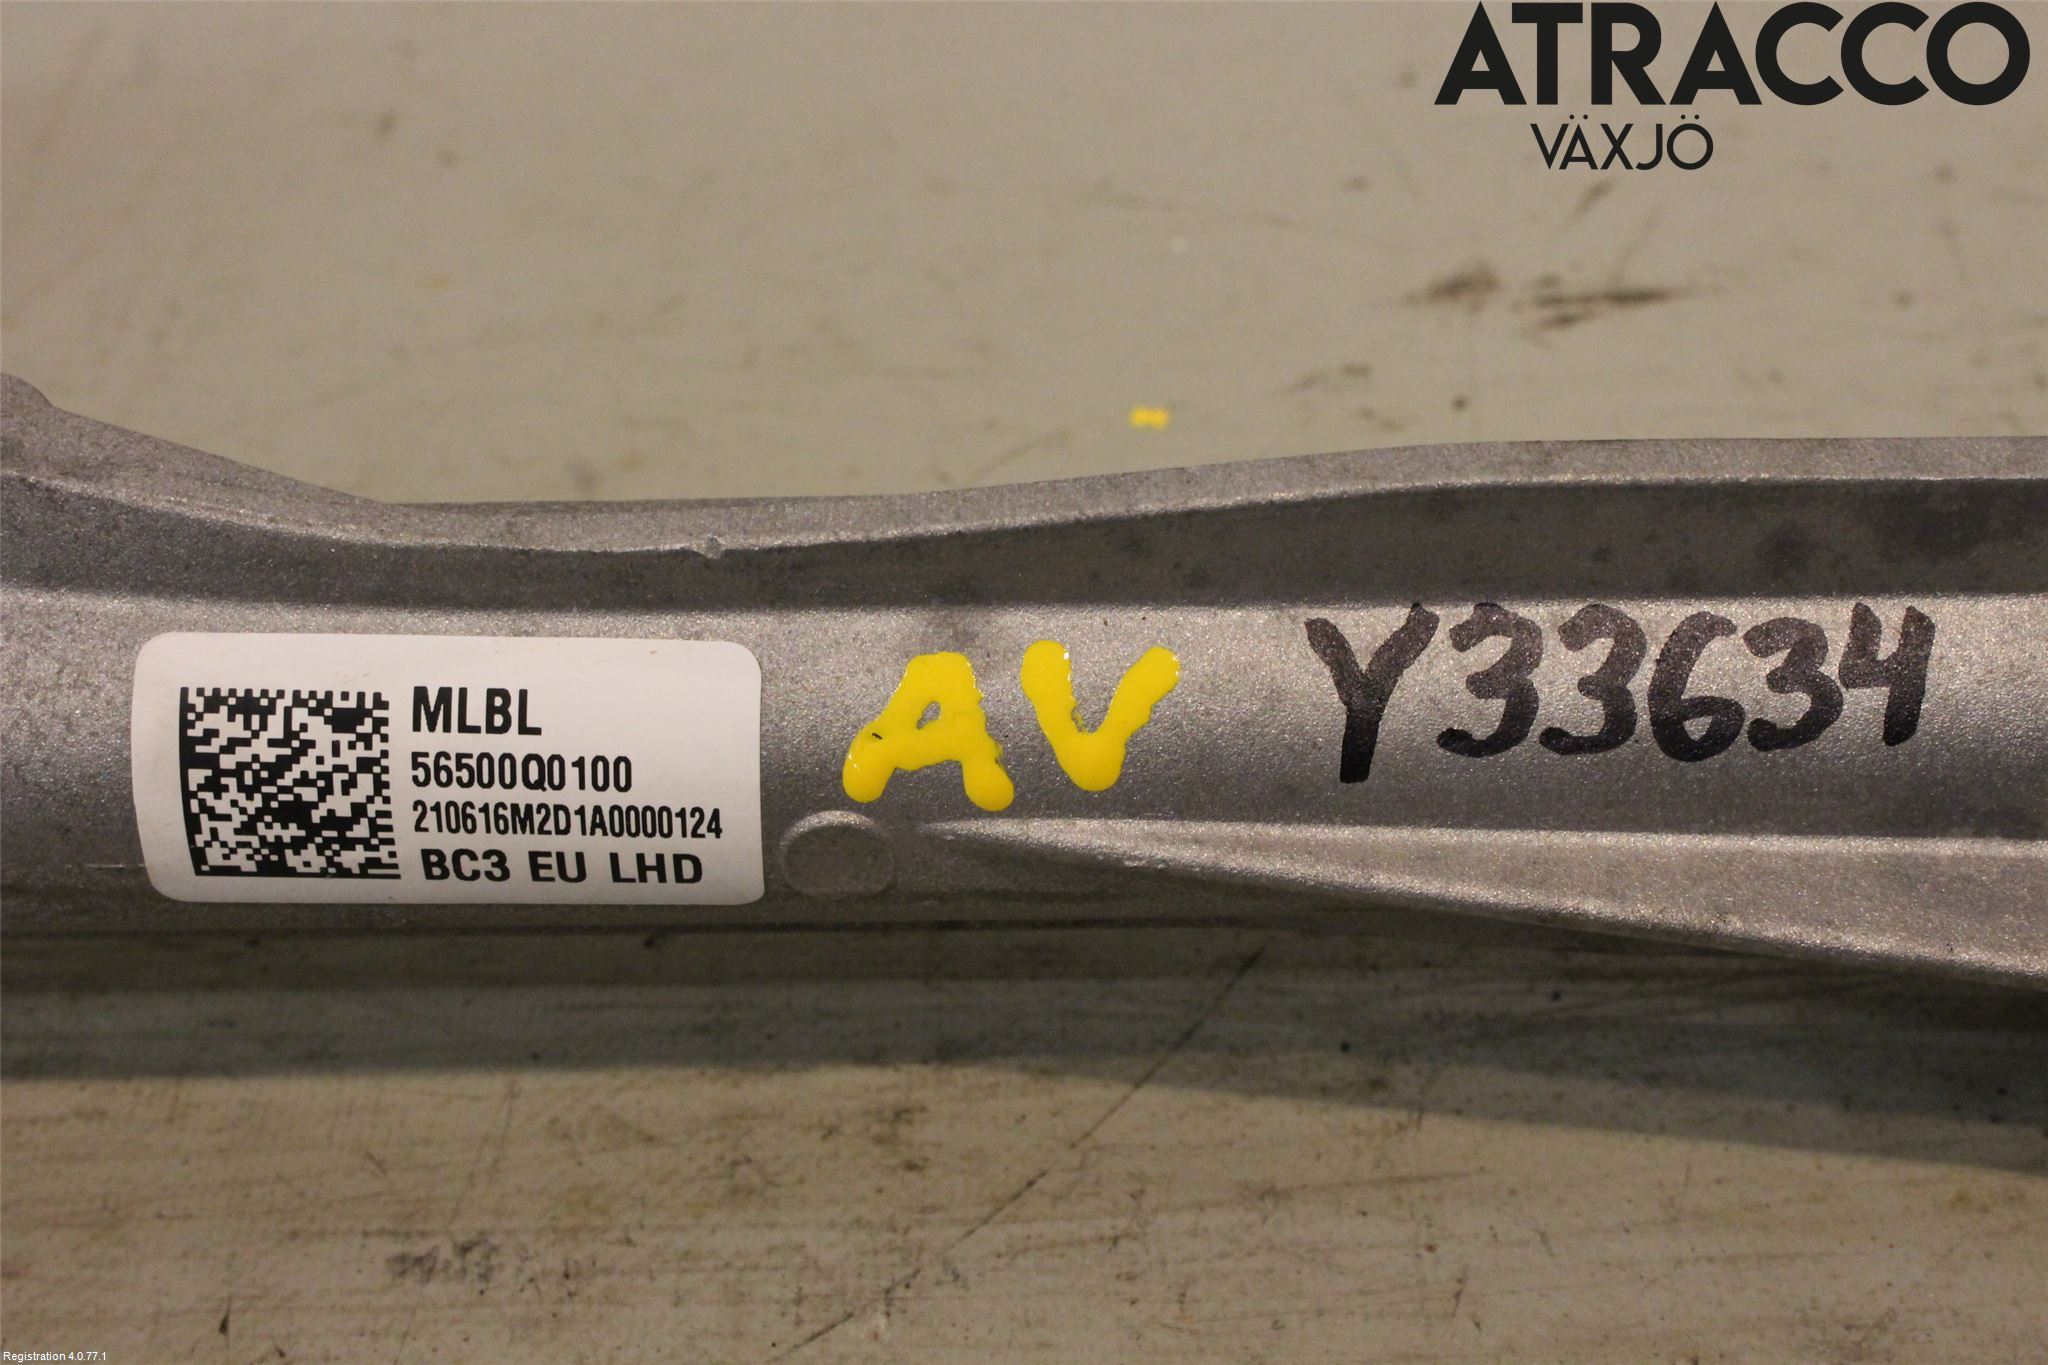 ATRACCO
VÄXJÖ
MLBL
56500Q0100
210616M2D1A0000124
BC3 EU LHD
AV
Y33634
Registration 4.0.77.1